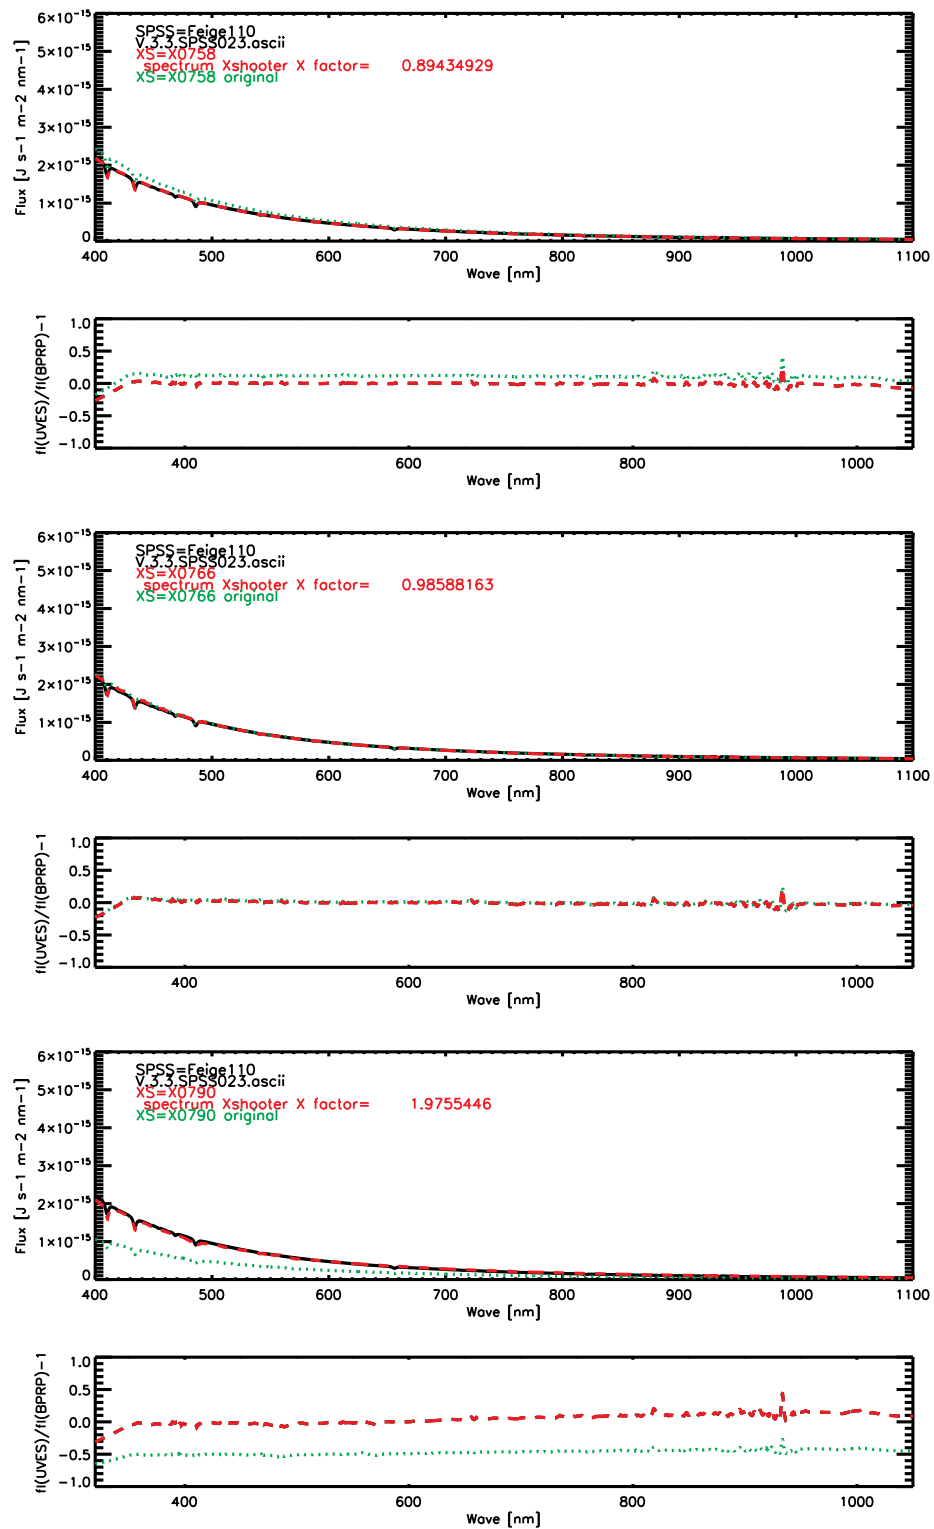 6×10⁻¹⁵
5×10⁻¹⁵
4×10⁻¹⁵
3×10⁻¹⁵
2×10⁻¹⁵
1×10⁻¹⁵
0
Flux [J s−1 m−2 nm−1]
SPSS=Feige110
V.3.3.SPSS023.ascii
XS=X0758
spectrum Xshooter X factor= 0.89434929
XS=X0758 original
400 500 600 700 800 900 1000 1100
Wave [nm]
1.0
0.5
0.0
−0.5
−1.0
fl(UVES)/fl(BPRP)−1
400 600 800 1000
Wave [nm]
6×10⁻¹⁵
5×10⁻¹⁵
4×10⁻¹⁵
3×10⁻¹⁵
2×10⁻¹⁵
1×10⁻¹⁵
0
Flux [J s−1 m−2 nm−1]
SPSS=Feige110
V.3.3.SPSS023.ascii
XS=X0766
spectrum Xshooter X factor= 0.98588163
XS=X0766 original
400 500 600 700 800 900 1000 1100
Wave [nm]
1.0
0.5
0.0
−0.5
−1.0
fl(UVES)/fl(BPRP)−1
400 600 800 1000
Wave [nm]
6×10⁻¹⁵
5×10⁻¹⁵
4×10⁻¹⁵
3×10⁻¹⁵
2×10⁻¹⁵
1×10⁻¹⁵
0
Flux [J s−1 m−2 nm−1]
SPSS=Feige110
V.3.3.SPSS023.ascii
XS=X0790
spectrum Xshooter X factor= 1.9755446
XS=X0790 original
400 500 600 700 800 900 1000 1100
Wave [nm]
1.0
0.5
0.0
−0.5
−1.0
fl(UVES)/fl(BPRP)−1
400 600 800 1000
Wave [nm]